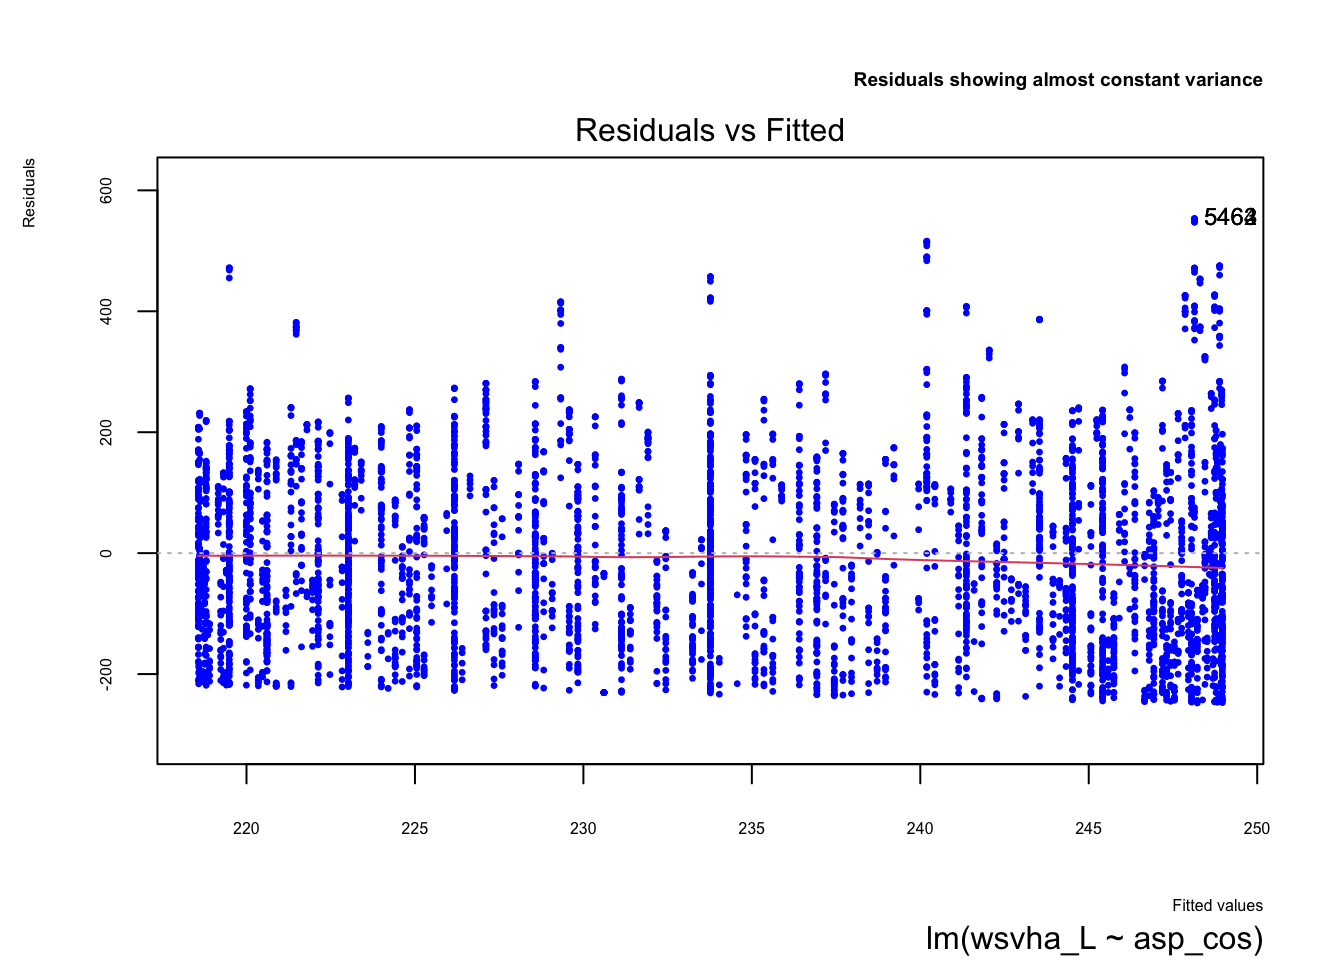 Residuals showing almost constant variance
Residuals vs Fitted
Residuals
600
400
200
0
-200
220
225
230
235
240
245
250
Fitted values
lm(wsvha_L ~ asp_cos)